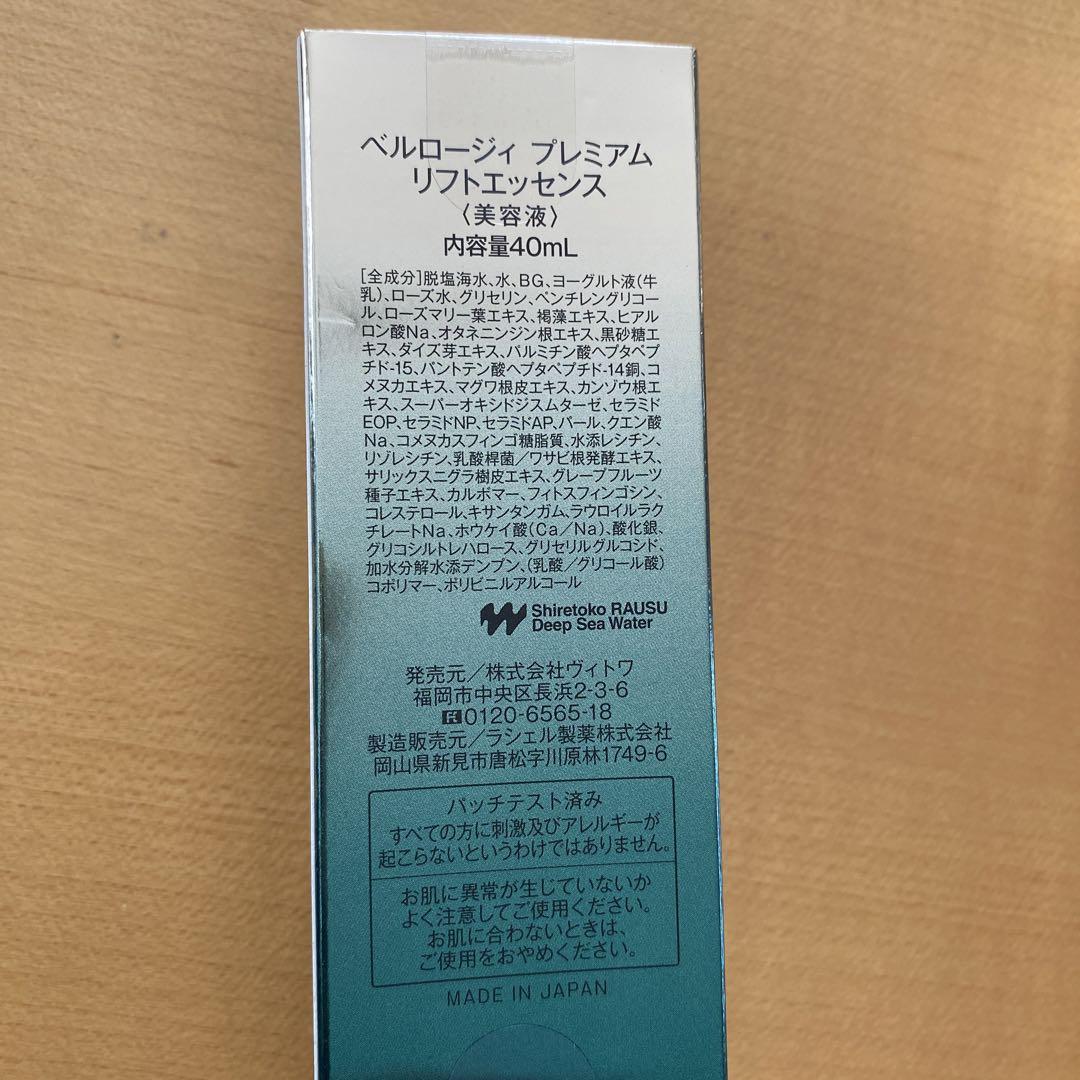 ベルロージィ プレミアム
リフトエッセンス
〈美容液〉
内容量40mL
[全成分]脱塩海水、水、BG、ヨーグルト液(牛
乳)、ローズ水、グリセリン、ペンチレングリコー
ル、ローズマリー葉エキス、褐藻エキス、ヒアル
ロン酸Na、オタネニンジン根エキス、黒砂糖エ
キス、ダイズ芽エキス、パルミチン酸ヘプタペプ
チド-15、パントテン酸ヘプタペプチド-14銅、コ
メヌカエキス、マグワ根皮エキス、カンゾウ根エ
キス、スーパーオキシドジスムターゼ、セラミド
EOP、セラミドNP、セラミドAP、パール、クエン酸
Na、コメヌカスフィンゴ糖脂質、水添レシチン、
リゾレシチン、乳酸桿菌/ワサビ根発酵エキス、
サリックスニグラ樹皮エキス、グレープフルーツ
種子エキス、カルボマー、フィトスフィンゴシン、
コレステロール、キサンタンガム、ラウロイルラク
チレートNa、ホウケイ酸(Ca/Na)、酸化銀、
グリコシルトレハロース、グリセリルグルコシド、
加水分解水添デンプン、(乳酸/グリコール酸)
コポリマー、ポリビニルアルコール
Shiretoko RAUSU
Deep Sea Water
発売元/株式会社ヴィトワ
福岡市中央区長浜2-3-6
0120-6565-18
製造販売元/ラシェル製薬株式会社
岡山県新見市唐松字川原林1749-6
パッチテスト済み
すべての方に刺激及びアレルギーが
起こらないというわけではありません。
お肌に異常が生じていないか
よく注意してご使用ください。
お肌に合わないときは、
ご使用をおやめください。
MADE IN JAPAN